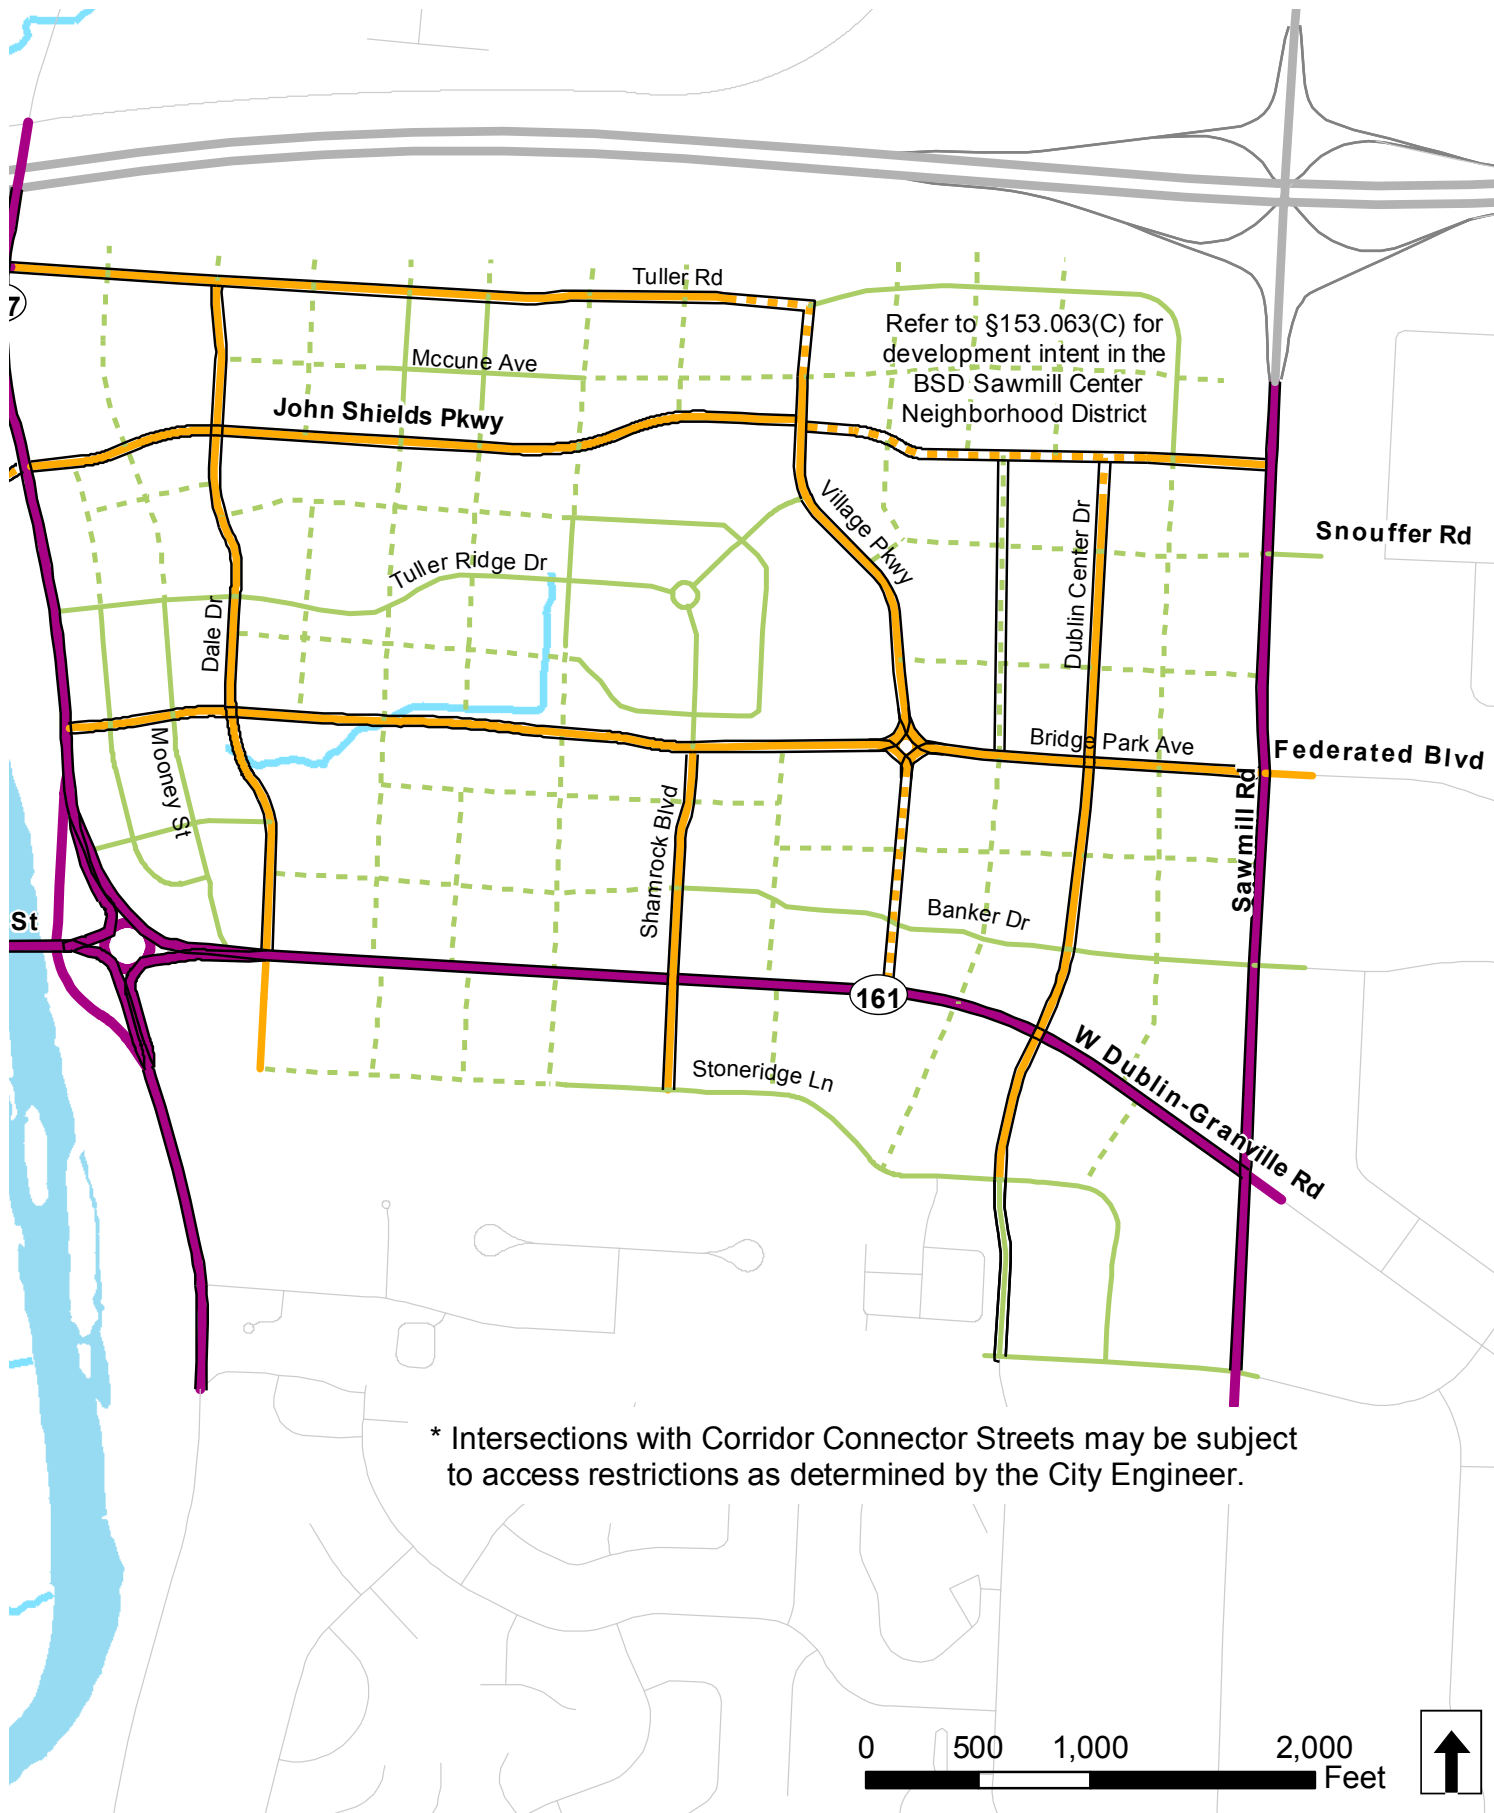 Tuller Rd
7
Refer to §153.063(C) for
development intent in the
BSD Sawmill Center
Neighborhood District
Mccune Ave
John Shields Pkwy
Village Pkwy
Dublin Center Dr
Snouffer Rd
Tuller Ridge Dr
Dale Dr
Mooney St
Bridge Park Ave
Federated Blvd
Sawmill Rd
Shamrock Blvd
St
Banker Dr
161
W Dublin-Granville Rd
Stoneridge Ln
* Intersections with Corridor Connector Streets may be subject
to access restrictions as determined by the City Engineer.
0 500 1,000 2,000
Feet